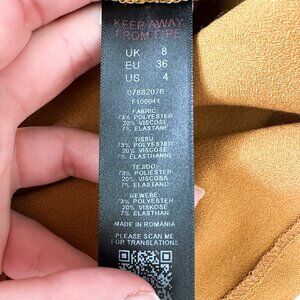 KEEP AWAY
FROM FIRE
UK 8
EU 36
US 4
07882076
F100041
FABRIC:
73% POLYESTER
20% VISCOSE
7% ELASTANE
TISSU
73% POLYESTER
20% VISCOSE
7% ELASTHANNE
TEJIDO:
73% POLIÉSTER
20% VISCOSA
7% ELASTANO
GEWEBE
73% POLYESTER
20% VISKOSE
7% ELASTHAN
MADE IN ROMANIA
PLEASE SCAN ME
FOR TRANSLATIONS